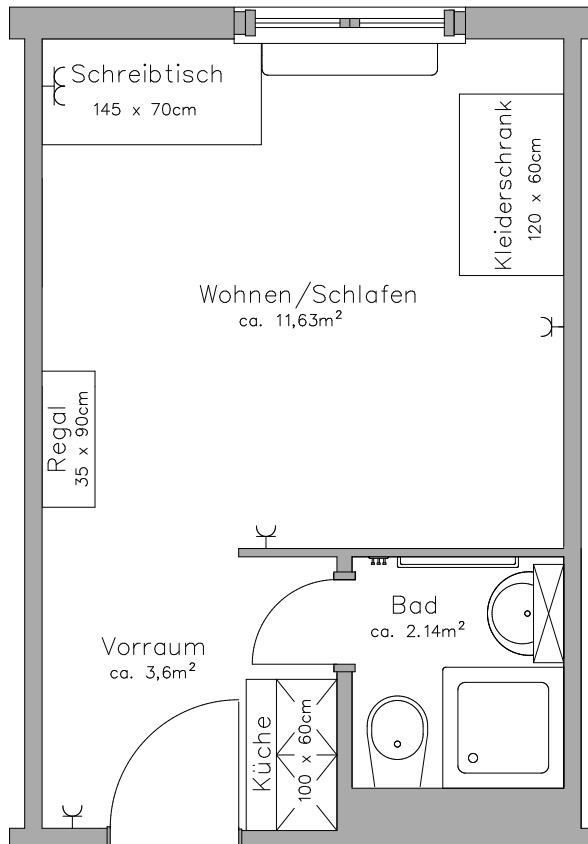 Schreibtisch
145 x 70cm
Kleiderschrank
120 x 60cm
Wohnen/Schlafen
ca. 11,63m²
Regal
35 x 90cm
Bad
ca. 2.14m²
Vorraum
ca. 3,6m²
Küche
100 x 60cm